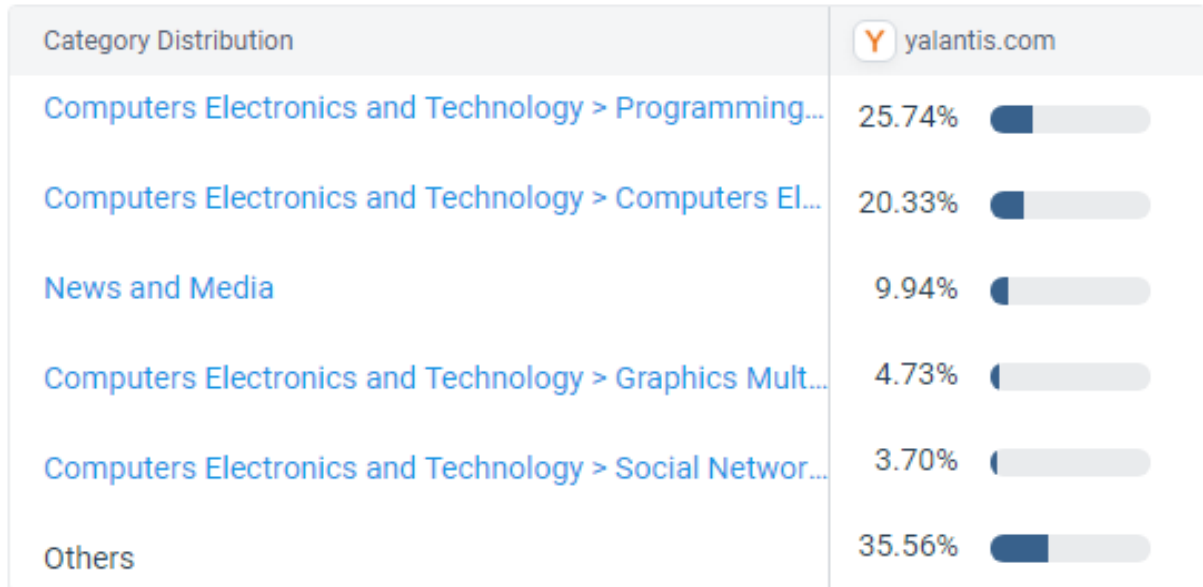 Category Distribution
Y yalantis.com
Computers Electronics and Technology > Programming...
25.74%
Computers Electronics and Technology > Computers El...
20.33%
News and Media
9.94%
Computers Electronics and Technology > Graphics Mult...
4.73%
Computers Electronics and Technology > Social Networ...
3.70%
Others
35.56%